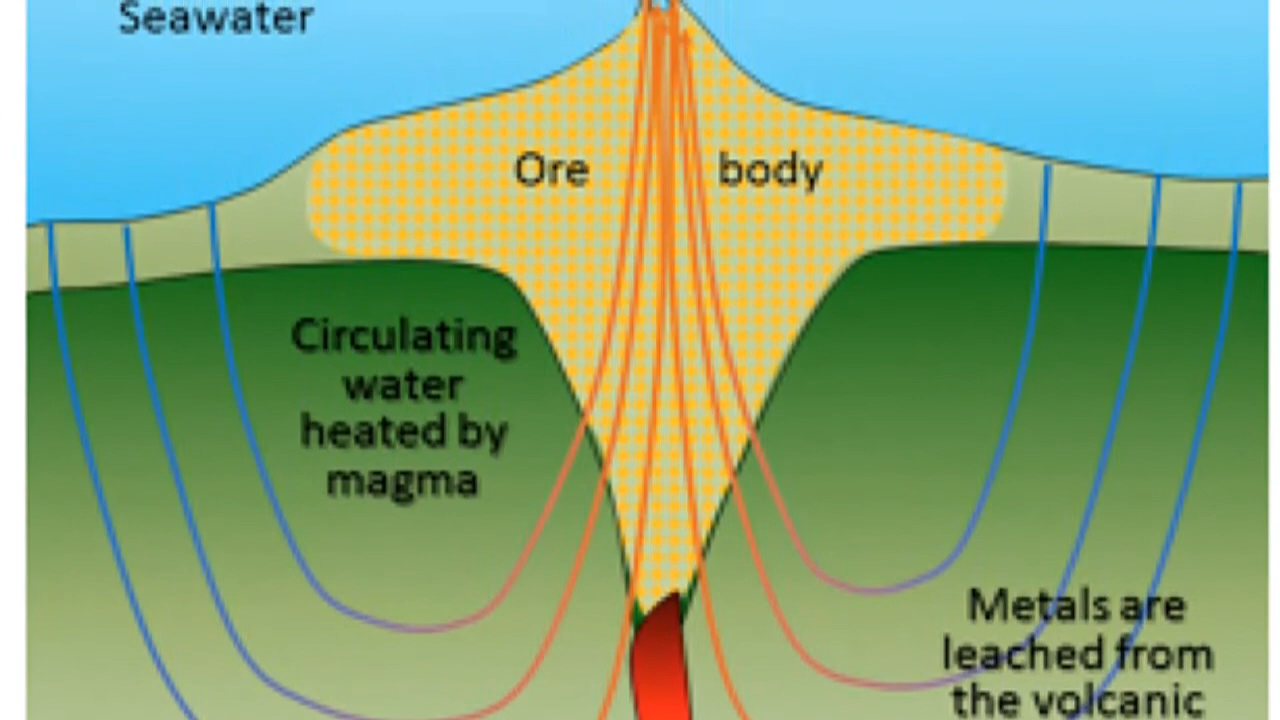 Seawater
Ore body
Circulating
water
heated by
magma
Metals are
leached from
the volcanic